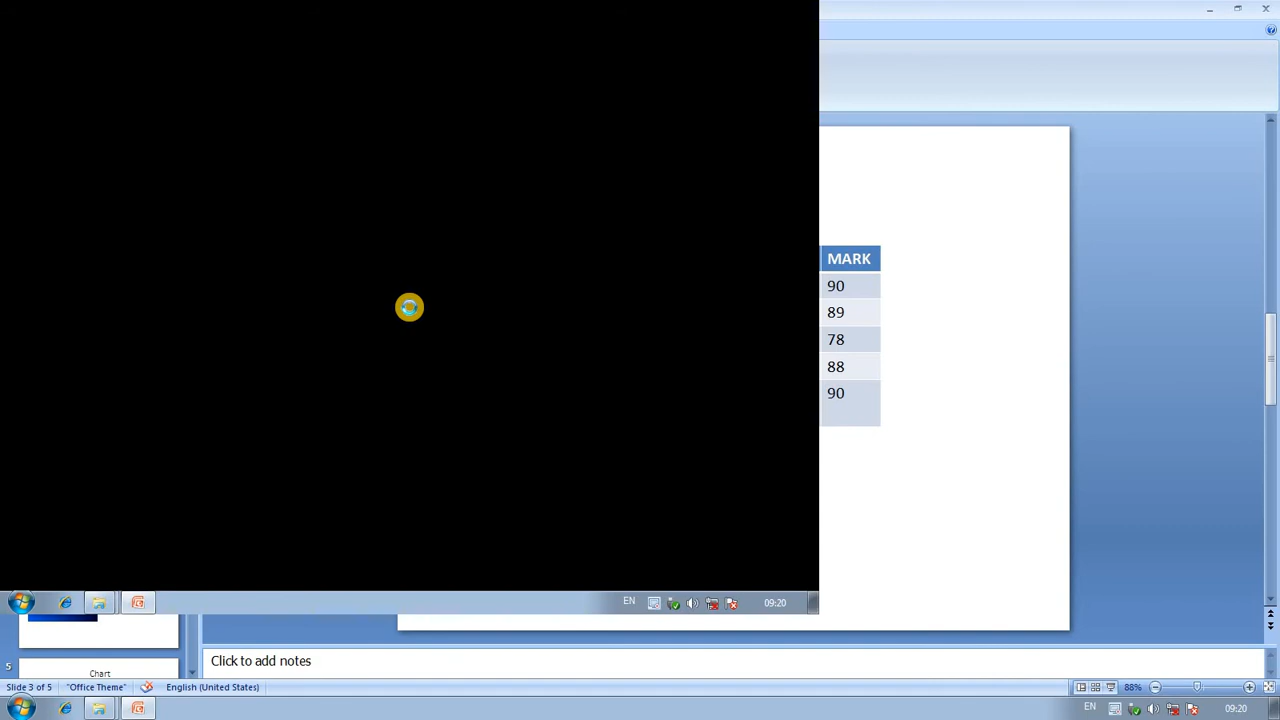 MARK
90
89
78
88
90
EN
09:20
5
Chart
Click to add notes
Slide 3 of 5
"Office Theme"
English (United States)
88%
EN
09:20